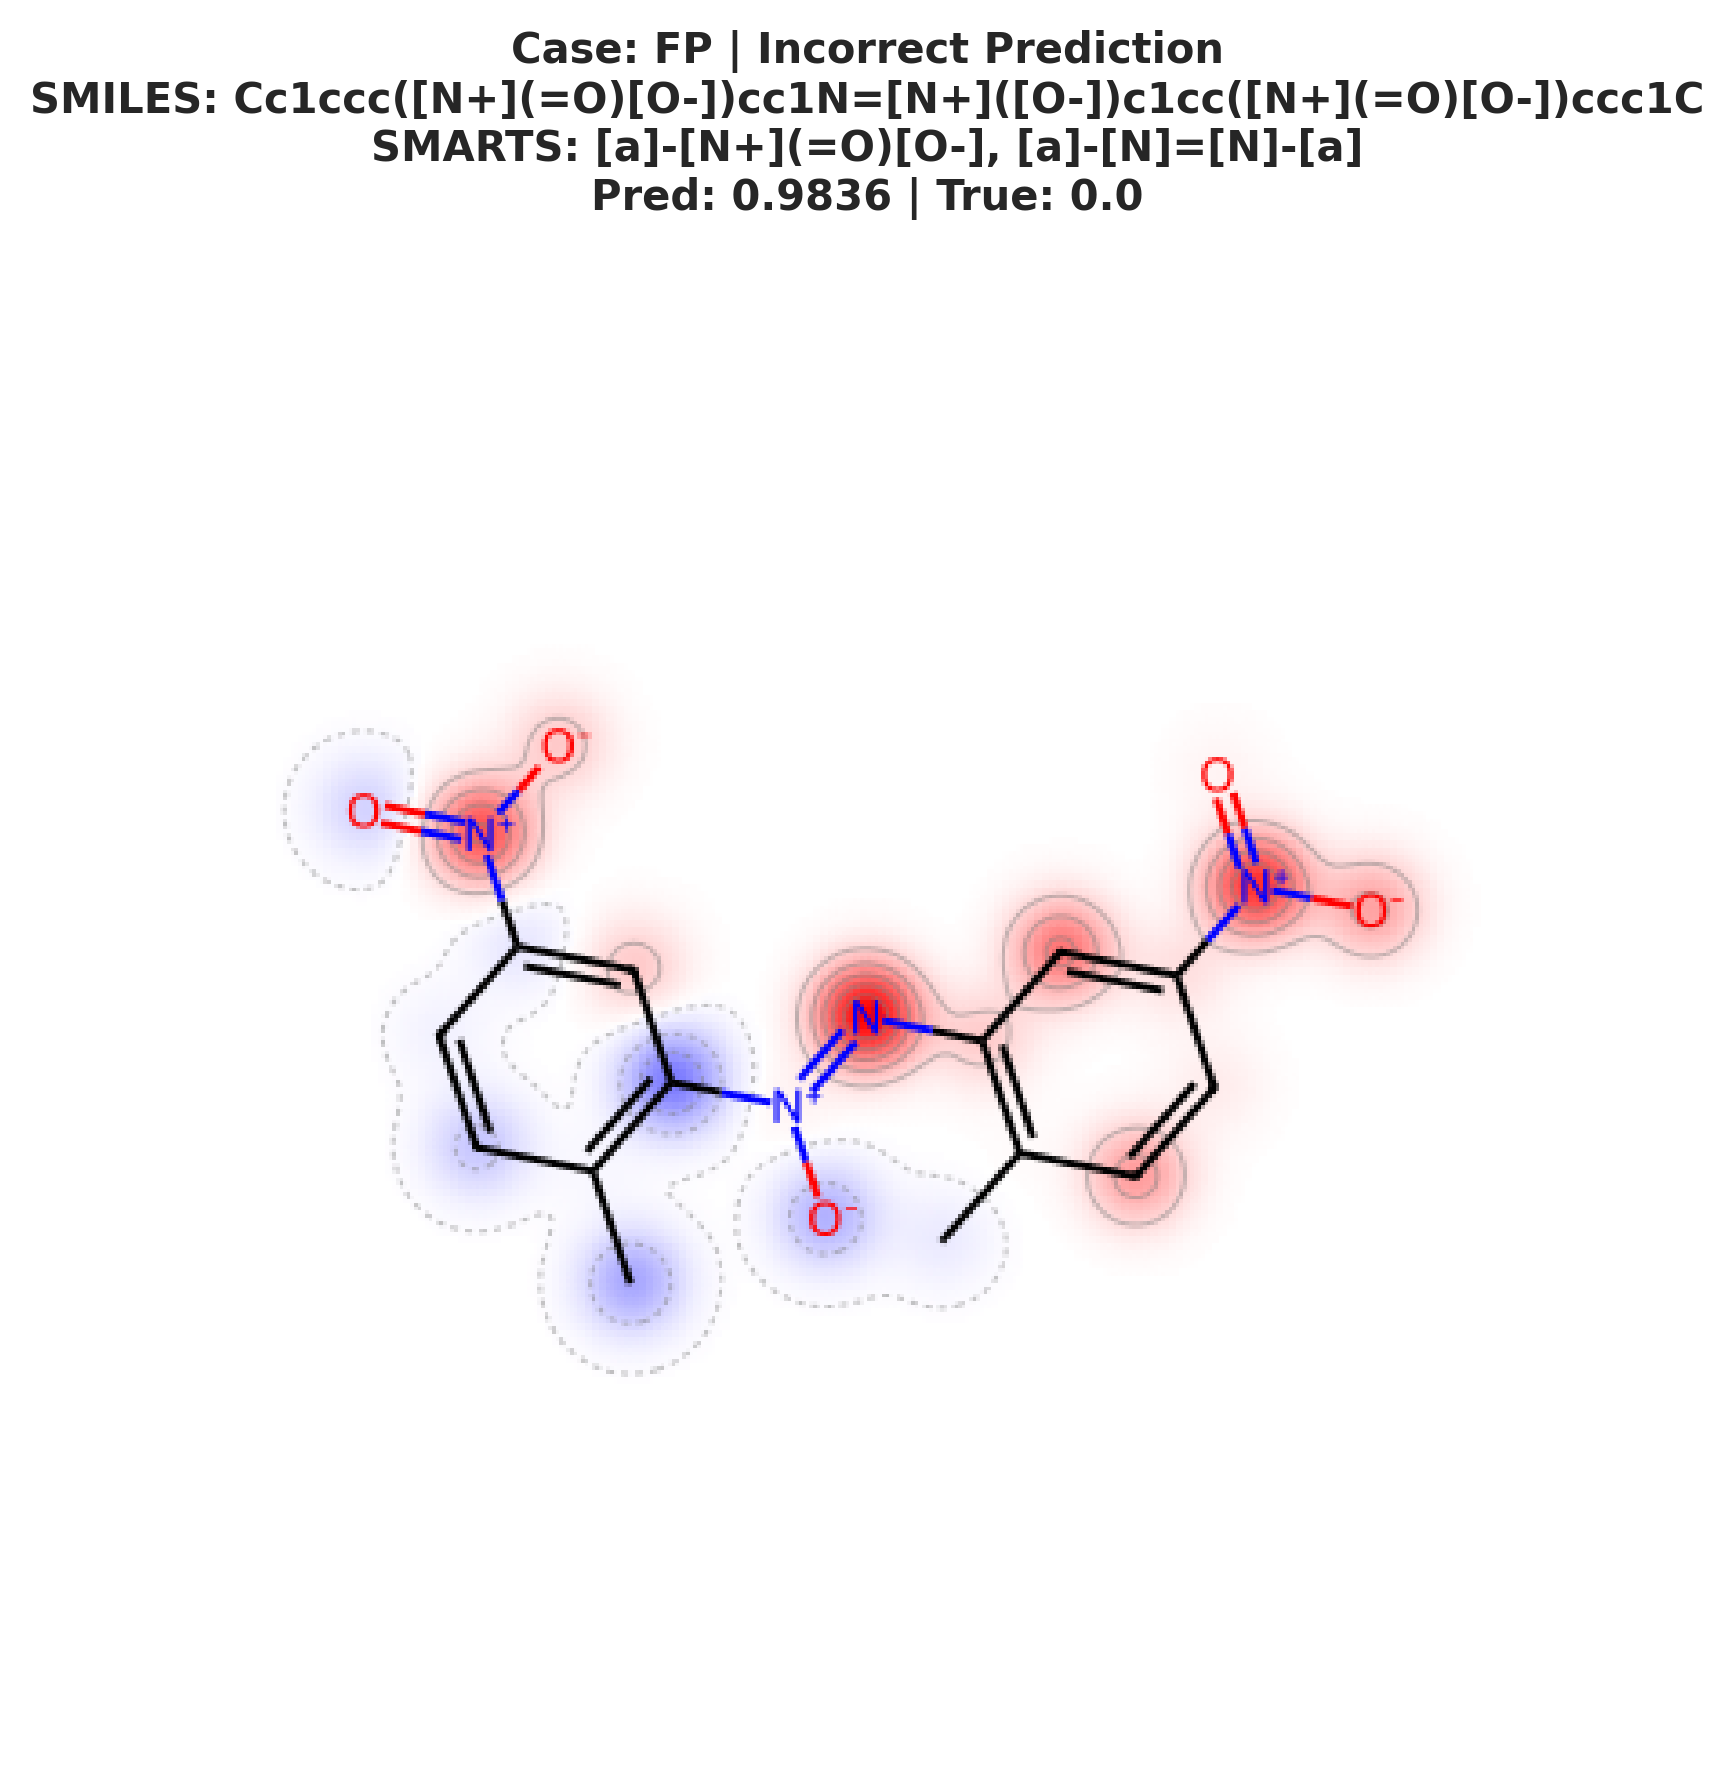 Case: FP | Incorrect Prediction
SMILES: Cc1ccc([N+](=O)[O-])cc1N=[N+]([O-])c1cc([N+](=O)[O-])ccc1C
SMARTS: [a]-[N+](=O)[O-], [a]-[N]=[N]-[a]
Pred: 0.9836 | True: 0.0
O⁻
O
O
N⁺
N⁺
O⁻
N
N⁺
O⁻